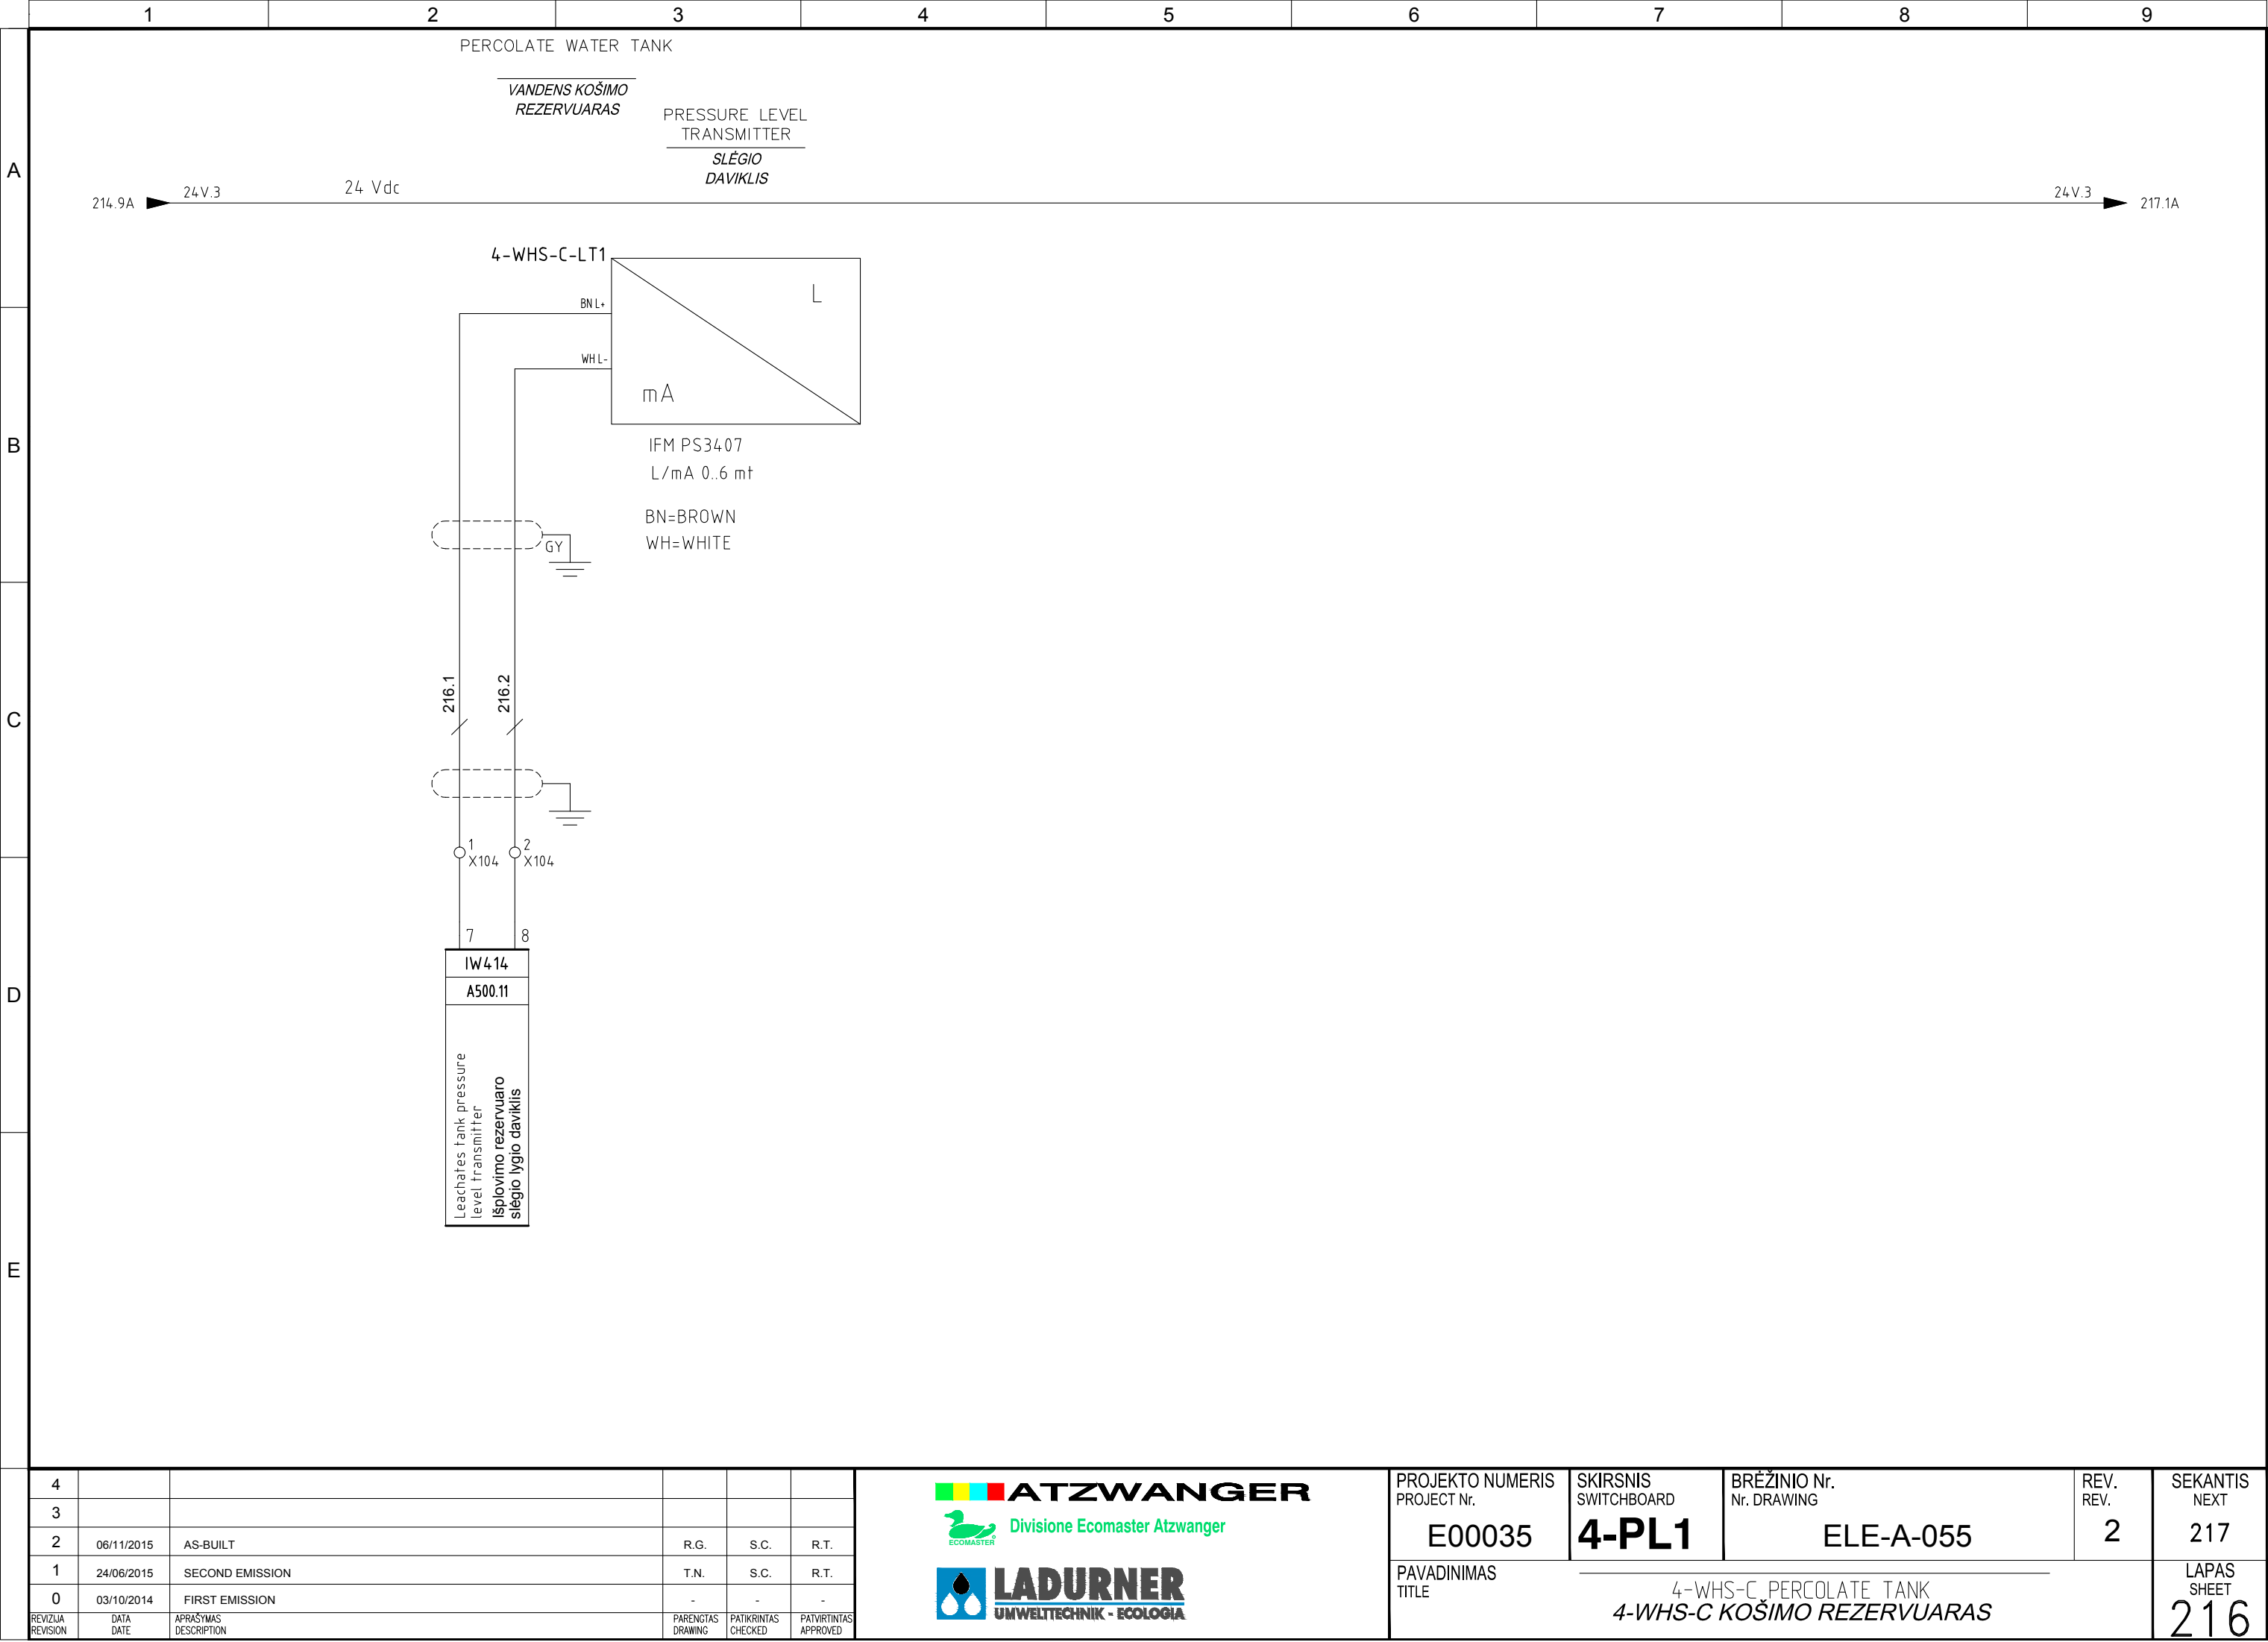 1 2 3 4 5 6 7 8 9
PERCOLATE WATER TANK
VANDENS KOŠIMO
REZERVUARAS
PRESSURE LEVEL
TRANSMITTER
SLĖGIO
DAVIKLIS
A
214.9A 24V.3 24 Vdc 24V.3 217.1A
4-WHS-C-LT1
L
BN L+
WH L-
mA
B
IFM PS3407
L/mA 0..6 mt
BN=BROWN
WH=WHITE
GY
C
216.1 216.2
1 2
X104 X104
7 8
IW414
D
A500.11
Leachates tank pressure
level transmitter
Išplovimo rezervuaro
slėgio lygio daviklis
E
4
3
2 06/11/2015 AS-BUILT R.G. S.C. R.T.
1 24/06/2015 SECOND EMISSION T.N. S.C. R.T.
0 03/10/2014 FIRST EMISSION - - -
REVIZIJA DATA APRAŠYMAS PARENGTAS PATIKRINTAS PATVIRTINTAS
REVISION DATE DESCRIPTION DRAWING CHECKED APPROVED
ATZWANGER
Divisione Ecomaster Atzwanger
ECOMASTER
LADURNER
UMWELTTECHNIK - ECOLOGIA
PROJEKTO NUMERIS
PROJECT Nr.
E00035
SKIRSNIS
SWITCHBOARD
4-PL1
BRĖŽINIO Nr.
Nr. DRAWING
ELE-A-055
REV.
REV.
2
SEKANTIS
NEXT
217
PAVADINIMAS
TITLE
4-WHS-C PERCOLATE TANK
4-WHS-C KOŠIMO REZERVUARAS
LAPAS
SHEET
216